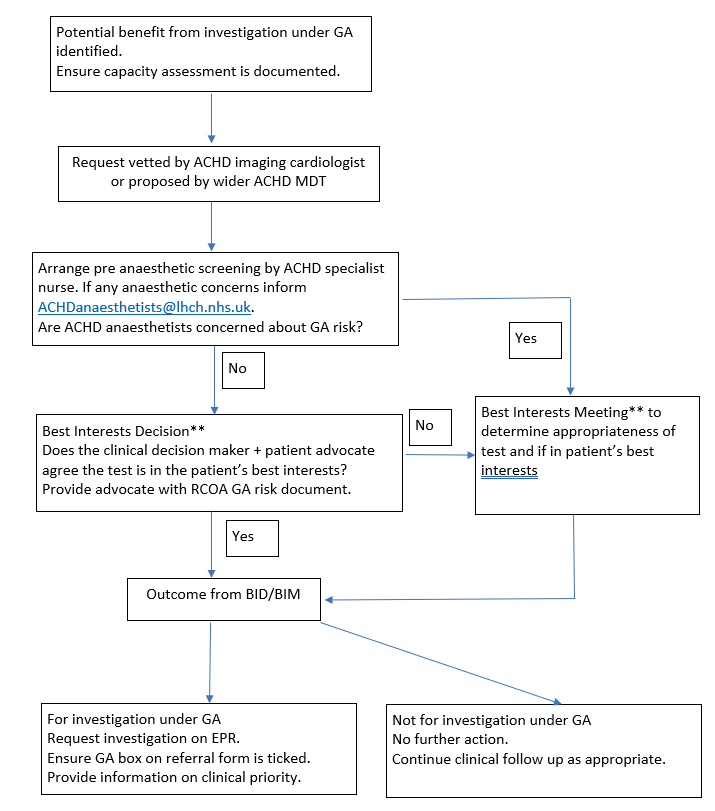 Potential benefit from investigation under GA
identified.
Ensure capacity assessment is documented.
Request vetted by ACHD imaging cardiologist
or proposed by wider ACHD MDT
Arrange pre anaesthetic screening by ACHD specialist
nurse. If any anaesthetic concerns inform
ACHDanaesthetists@lhch.nhs.uk.
Are ACHD anaesthetists concerned about GA risk?
Yes
No
Best Interests Decision**
Does the clinical decision maker + patient advocate
agree the test is in the patient's best interests?
Provide advocate with RCOA GA risk document.
No
Best Interests Meeting** to
determine appropriateness of
test and if in patient's best
interests
Yes
Outcome from BID/BIM
For investigation under GA
Request investigation on EPR.
Ensure GA box on referral form is ticked.
Provide information on clinical priority.
Not for investigation under GA
No further action.
Continue clinical follow up as appropriate.